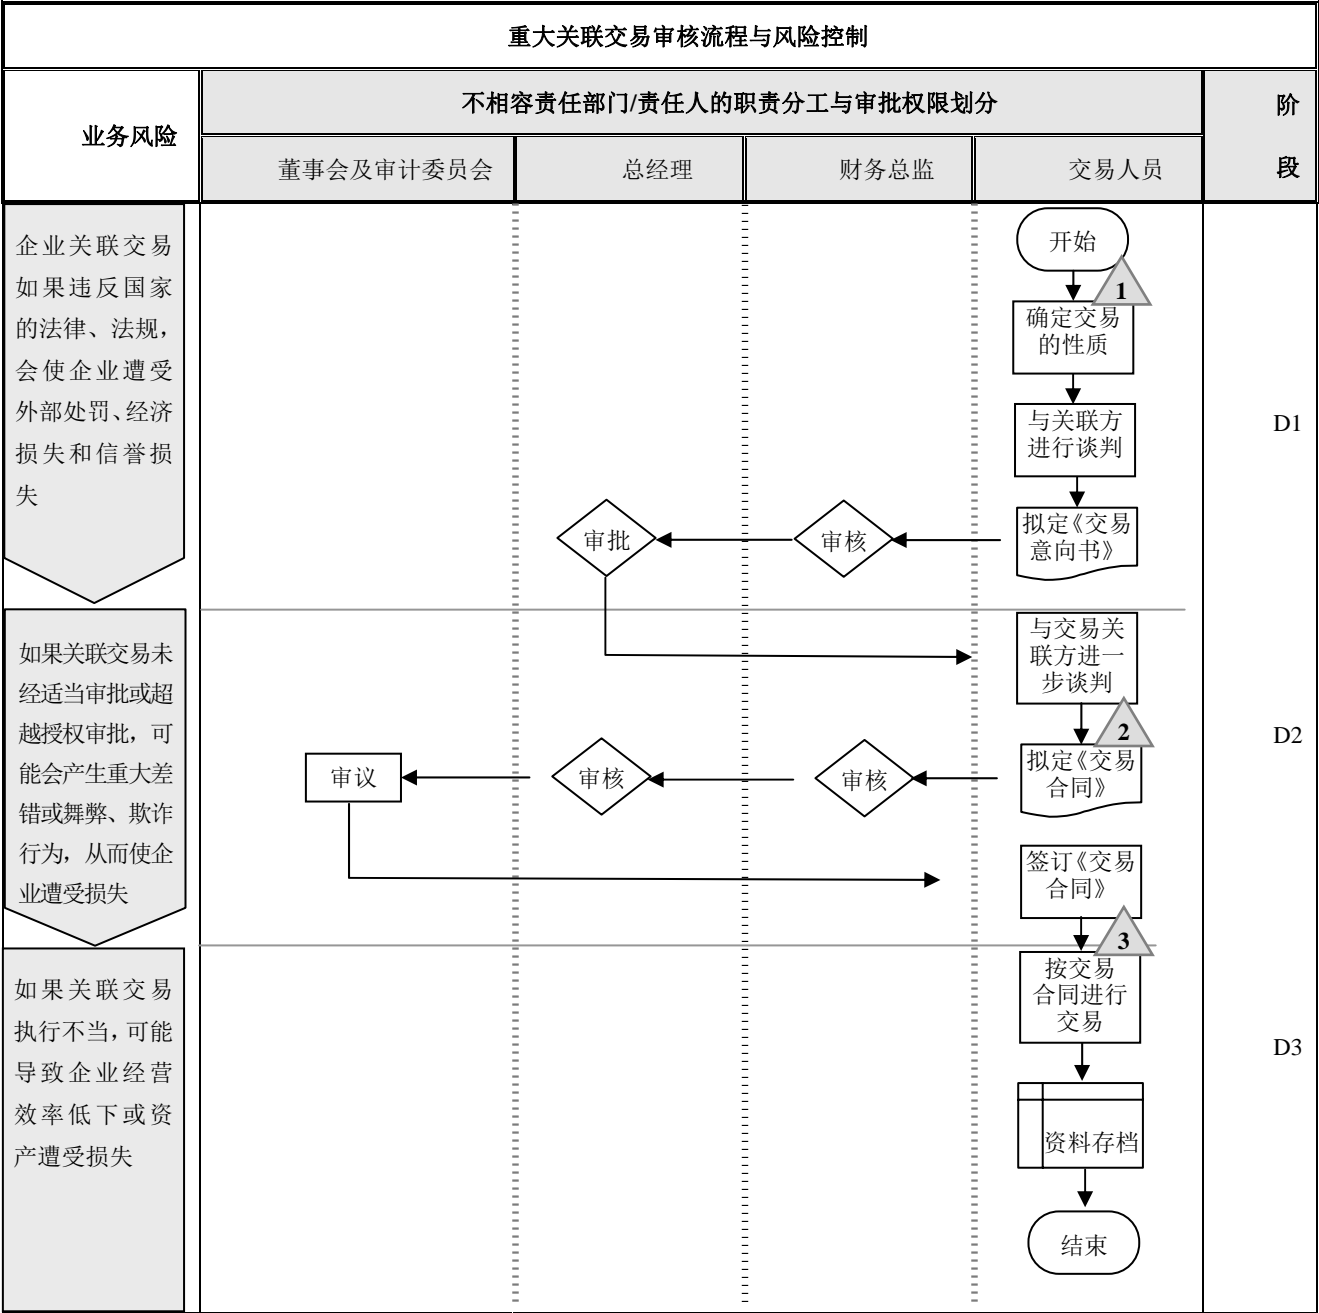 重大关联交易审核流程与风险控制
业务风险
不相容责任部门/责任人的职责分工与审批权限划分
阶
段
董事会及审计委员会
总经理
财务总监
交易人员
企业关联交易
如果违反国家
的法律、法规，
会使企业遭受
外部处罚、经济
损失和信誉损
失
开始
1
确定交易
的性质
与关联方
进行谈判
拟定《交易
意向书》
审核
审批
D1
如果关联交易未
经适当审批或超
越授权审批，可
能会产生重大差
错或舞弊、欺诈
行为，从而使企
业遭受损失
与交易关
联方进一
步谈判
2
拟定《交易
合同》
审核
审核
审议
签订《交易
合同》
D2
如果关联交易
执行不当，可能
导致企业经营
效率低下或资
产遭受损失
3
按交易
合同进行
交易
资料存档
结束
D3